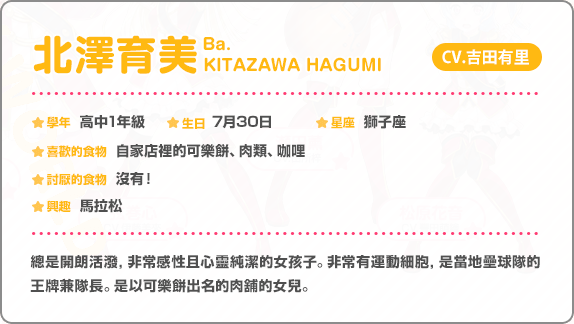 北澤育美 Ba. KITAZAWA HAGUMI CV.吉田有里
學年 高中1年級 生日 7月30日 星座 獅子座
喜歡的食物 自家店裡的可樂餅、肉類、咖哩
討厭的食物 沒有！
興趣 馬拉松
總是開朗活潑，非常感性且心靈純潔的女孩子。非常有運動細胞，是當地壘球隊的
王牌兼隊長。是以可樂餅出名的肉舖的女兒。